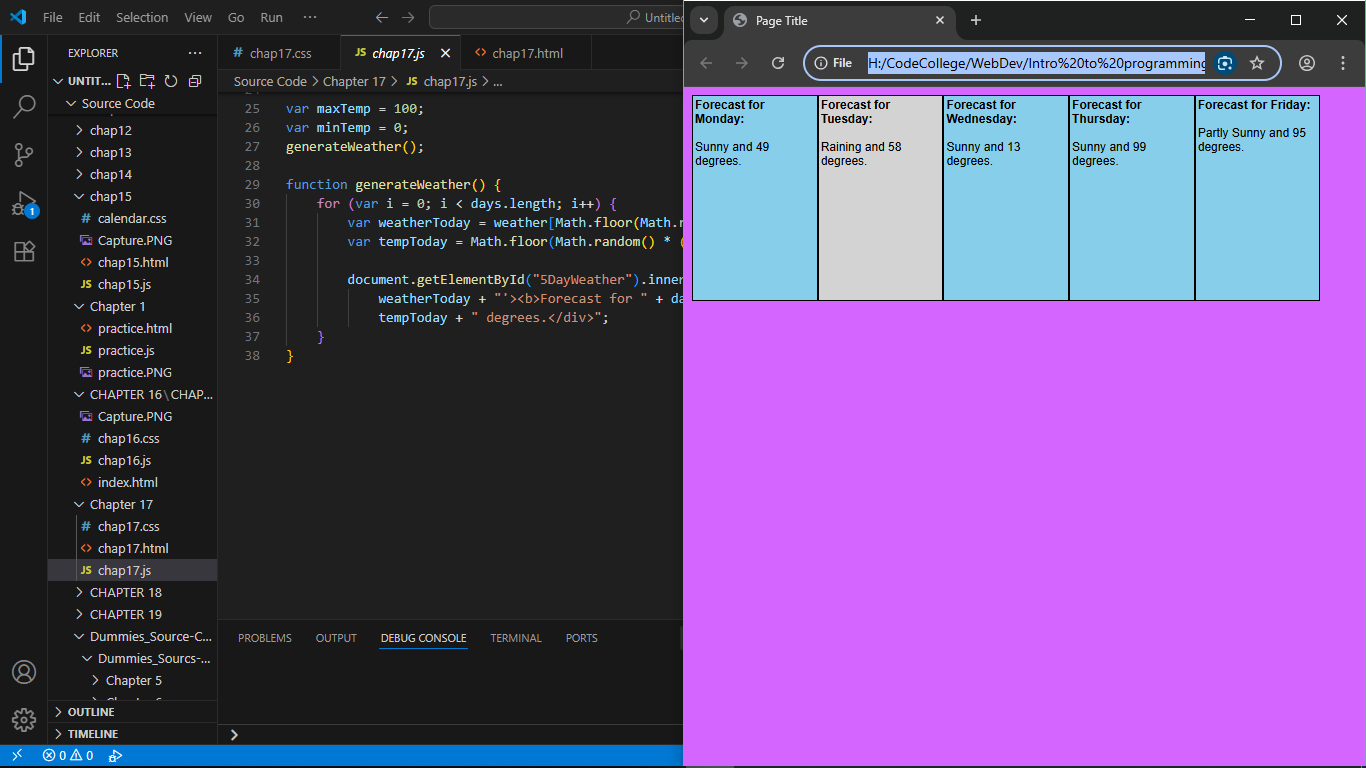 File Edit Selection View Go Run ···
Untitled
EXPLORER ···
UNTIT...
Source Code
chap12
chap13
chap14
chap15
# calendar.css
Capture.PNG
<> chap15.html
JS chap15.js
Chapter 1
<> practice.html
JS practice.js
practice.PNG
CHAPTER 16\CHAP...
Capture.PNG
# chap16.css
JS chap16.js
<> index.html
Chapter 17
# chap17.css
<> chap17.html
JS chap17.js
CHAPTER 18
CHAPTER 19
Dummies_Source-C...
Dummies_Sourcs-...
Chapter 5
OUTLINE
TIMELINE
1
0 0
# chap17.css JS chap17.js <> chap17.html
Source Code > Chapter 17 > JS chap17.js > ...
25 var maxTemp = 100;
26 var minTemp = 0;
27 generateWeather();
28
29 function generateWeather() {
30 for (var i = 0; i < days.length; i++) {
31 var weatherToday = weather[Math.floor(Math.r
32 var tempToday = Math.floor(Math.random() * (
33
34 document.getElementById("5DayWeather").inner
35 weatherToday + "'><b>Forecast for " + da
36 tempToday + " degrees.</div>";
37 }
38 }
PROBLEMS OUTPUT DEBUG CONSOLE TERMINAL PORTS
Page Title
File H:/CodeCollege/WebDev/Intro%20to%20programming
Forecast for
Monday:
Sunny and 49
degrees.
Forecast for
Tuesday:
Raining and 58
degrees.
Forecast for
Wednesday:
Sunny and 13
degrees.
Forecast for
Thursday:
Sunny and 99
degrees.
Forecast for Friday:
Partly Sunny and 95
degrees.